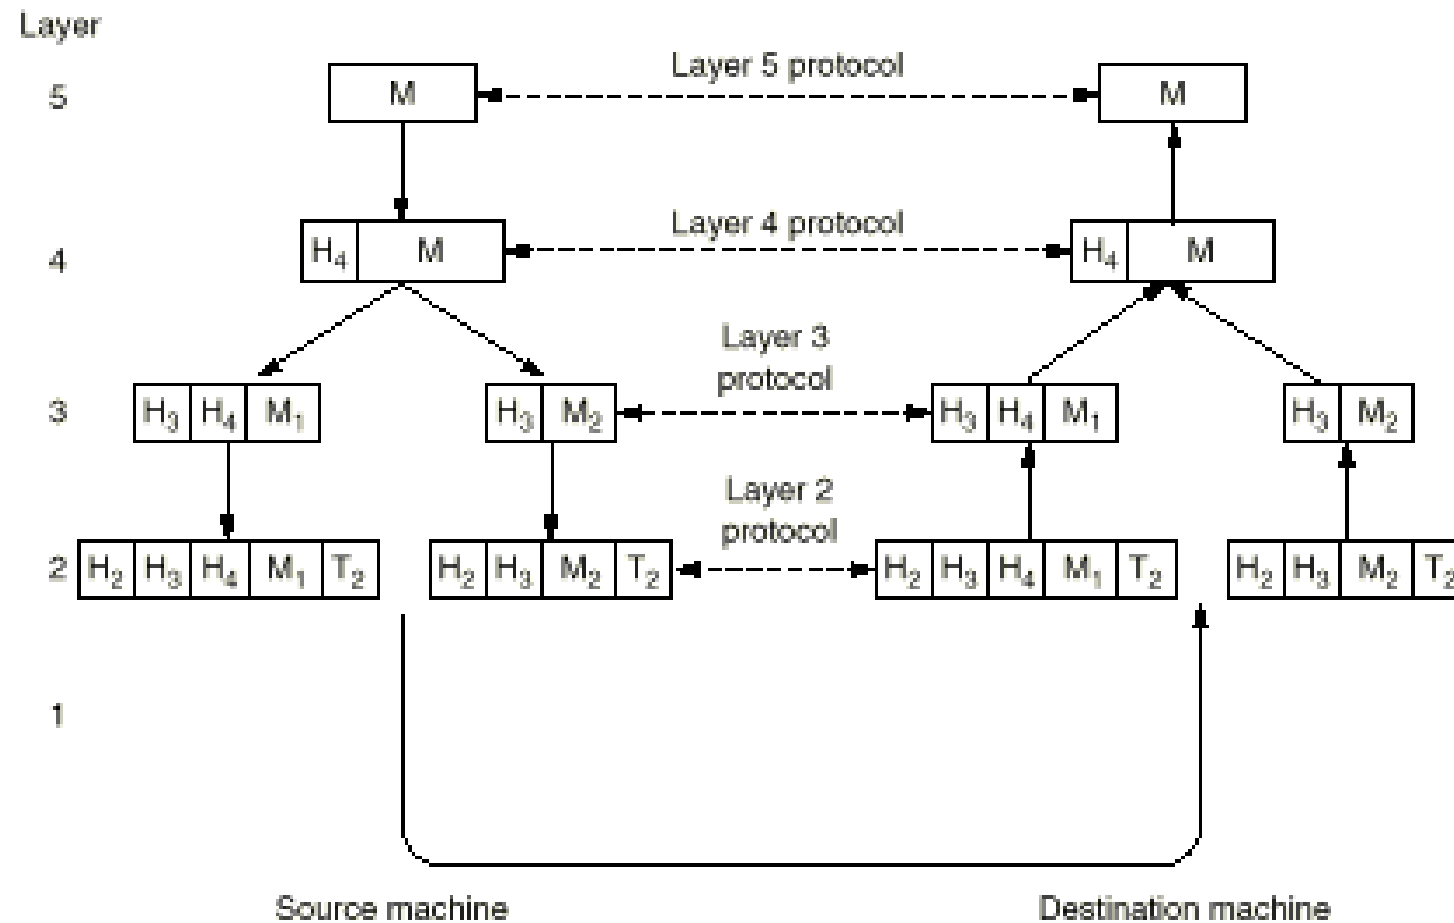 Layer
5
M
Layer 5 protocol
M
4
H₄ M
Layer 4 protocol
H₄ M
Layer 3
protocol
3
H₃ H₄ M₁
H₃ M₂
H₃ H₄ M₁
H₃ M₂
Layer 2
protocol
2
H₂ H₃ H₄ M₁ T₂
H₂ H₃ M₂ T₂
H₂ H₃ H₄ M₁ T₂
H₂ H₃ M₂ T₂
1
Source machine
Destination machine